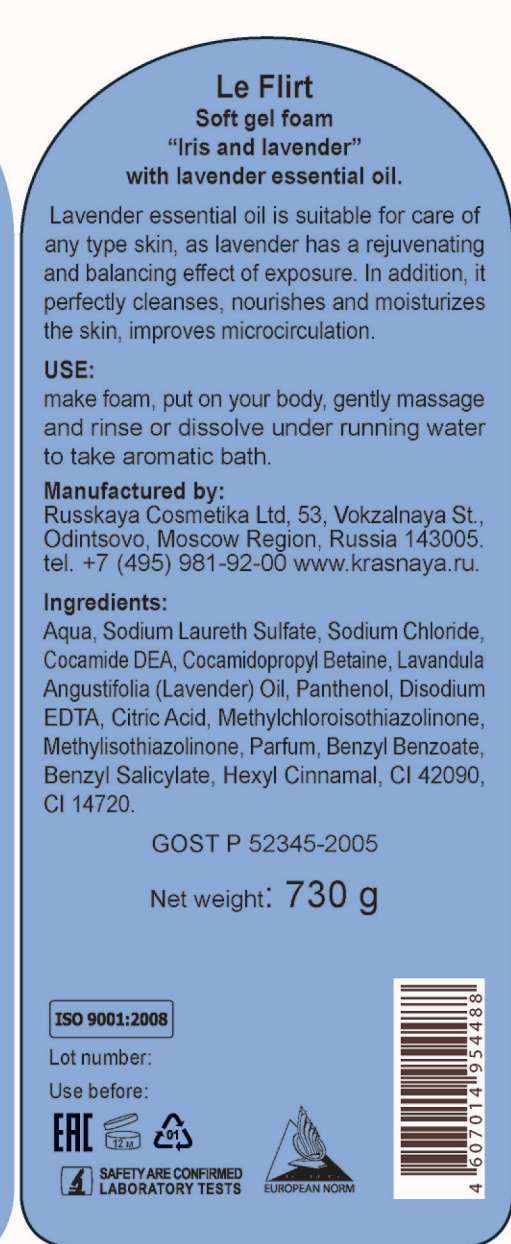 Le Flirt
Soft gel foam
“Iris and lavender”
with lavender essential oil.
Lavender essential oil is suitable for care of
any type skin, as lavender has a rejuvenating
and balancing effect of exposure. In addition, it
perfectly cleanses, nourishes and moisturizes
the skin, improves microcirculation.
USE:
make foam, put on your body, gently massage
and rinse or dissolve under running water
to take aromatic bath.
Manufactured by:
Russkaya Cosmetika Ltd, 53, Vokzalnaya St.,
Odintsovo, Moscow Region, Russia 143005.
tel. +7 (495) 981-92-00 www.krasnaya.ru.
Ingredients:
Aqua, Sodium Laureth Sulfate, Sodium Chloride,
Cocamide DEA, Cocamidopropyl Betaine, Lavandula
Angustifolia (Lavender) Oil, Panthenol, Disodium
EDTA, Citric Acid, Methylchloroisothiazolinone,
Methylisothiazolinone, Parfum, Benzyl Benzoate,
Benzyl Salicylate, Hexyl Cinnamal, CI 42090,
CI 14720.
GOST P 52345-2005
Net weight: 730 g
ISO 9001:2008
Lot number:
Use before:
EAC 12 M 01
SAFETY ARE CONFIRMED
LABORATORY TESTS
EUROPEAN NORM
4 607014 954488